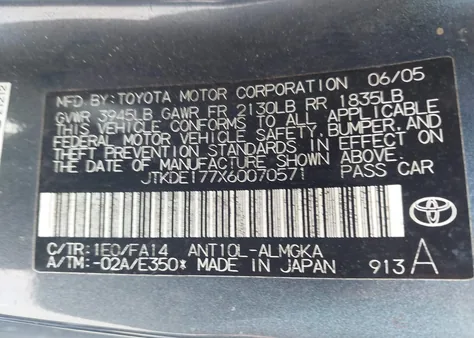 MFD BY: TOYOTA MOTOR CORPORATION 06/05
GVWR 3945LB GAWR FR 2130LB RR 1835LB
THIS VEHICLE CONFORMS TO ALL APPLICABLE
FEDERAL MOTOR VEHICLE SAFETY, BUMPER, AND
THEFT PREVENTION STANDARDS IN EFFECT ON
THE DATE OF MANUFACTURE SHOWN ABOVE.
JTKDE177X60070571 PASS CAR
C/TR: 1E0/FA14 ANT10L-ALMGKA
A/TM: -02A/E350* MADE IN JAPAN 913 A